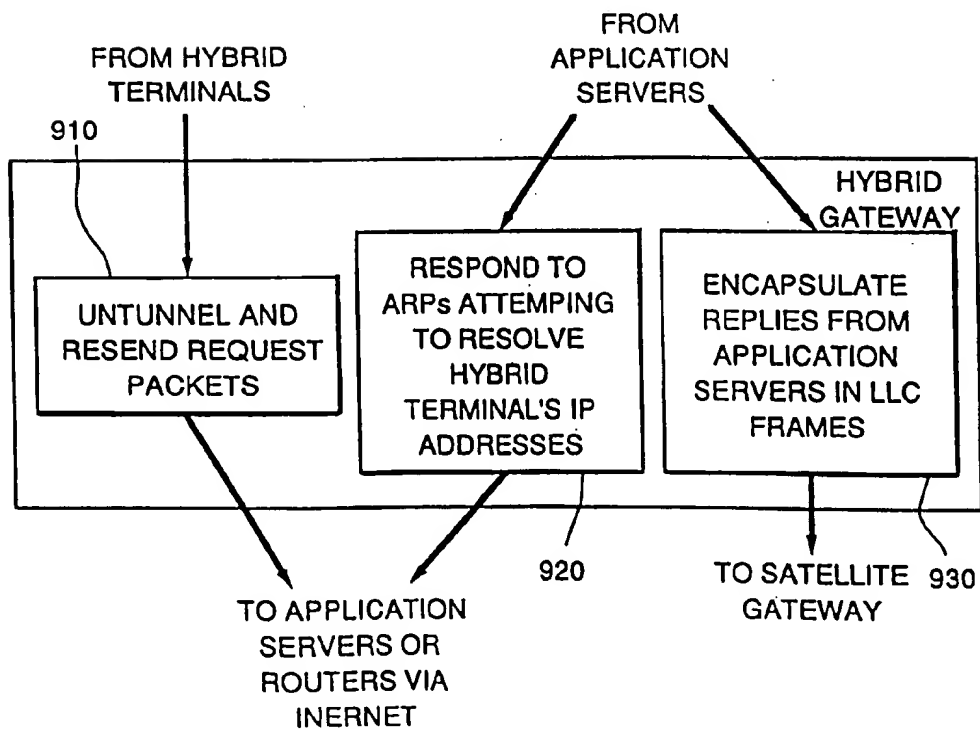 FROM HYBRID
TERMINALS
FROM
APPLICATION
SERVERS
910
HYBRID
GATEWAY
UNTUNNEL AND
RESEND REQUEST
PACKETS
RESPOND TO
ARPs ATTEMPING
TO RESOLVE
HYBRID
TERMINAL'S IP
ADDRESSES
ENCAPSULATE
REPLIES FROM
APPLICATION
SERVERS IN LLC
FRAMES
920
930
TO APPLICATION
SERVERS OR
ROUTERS VIA
INERNET
TO SATELLITE
GATEWAY